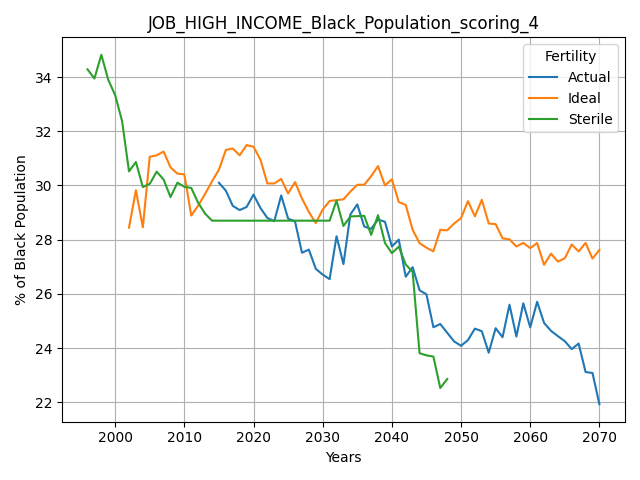 JOB_HIGH_INCOME_Black_Population_scoring_4
Fertility
Actual
Ideal
Sterile
% of Black Population
34
32
30
28
26
24
22
2000
2010
2020
2030
2040
2050
2060
2070
Years